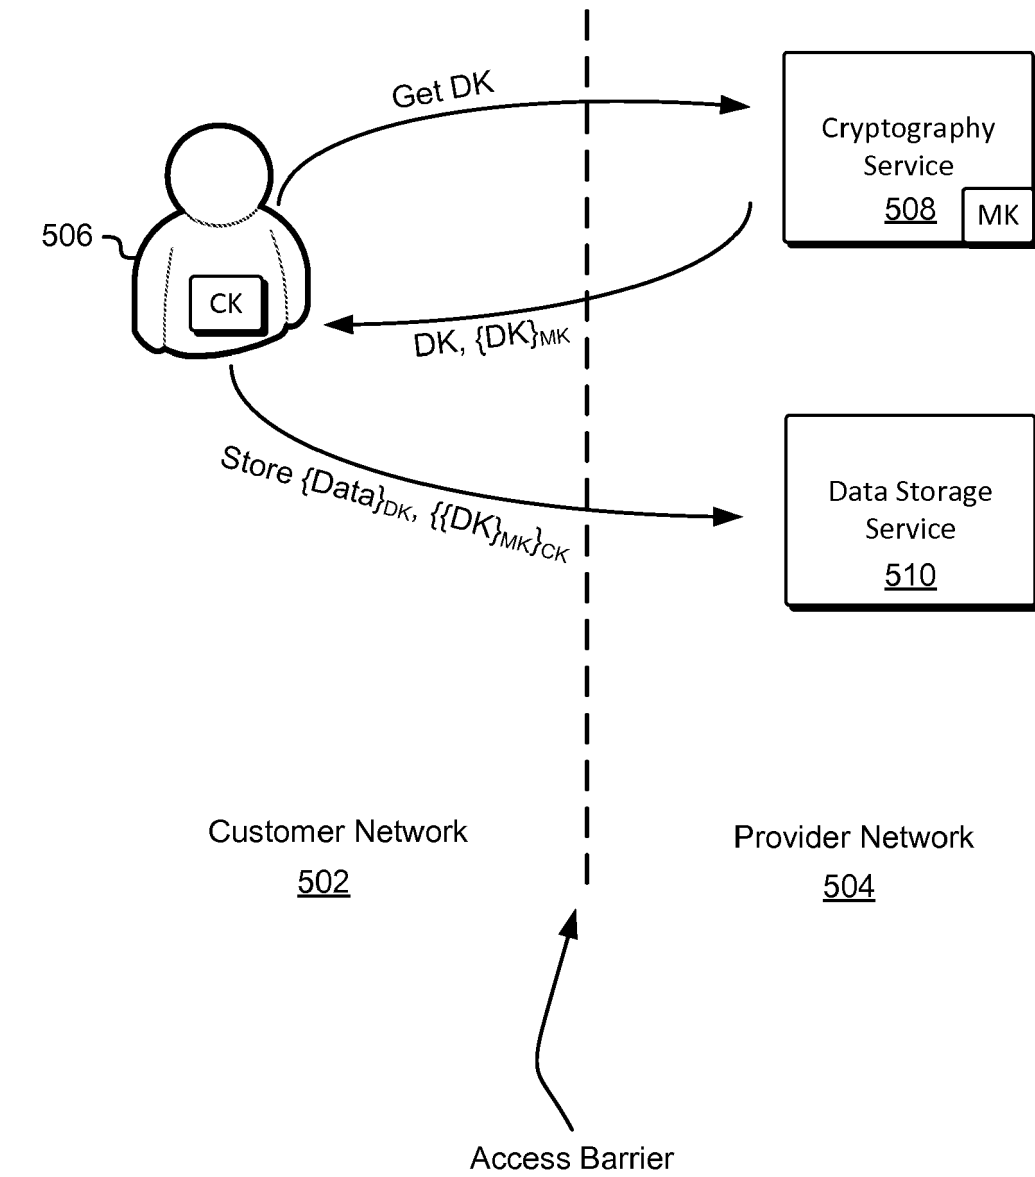 Get DK
Cryptography
Service
508
MK
506
CK
DK, {DK}MK
Store {Data}DK, {{DK}MK}CK
Data Storage
Service
510
Customer Network
502
Provider Network
504
Access Barrier